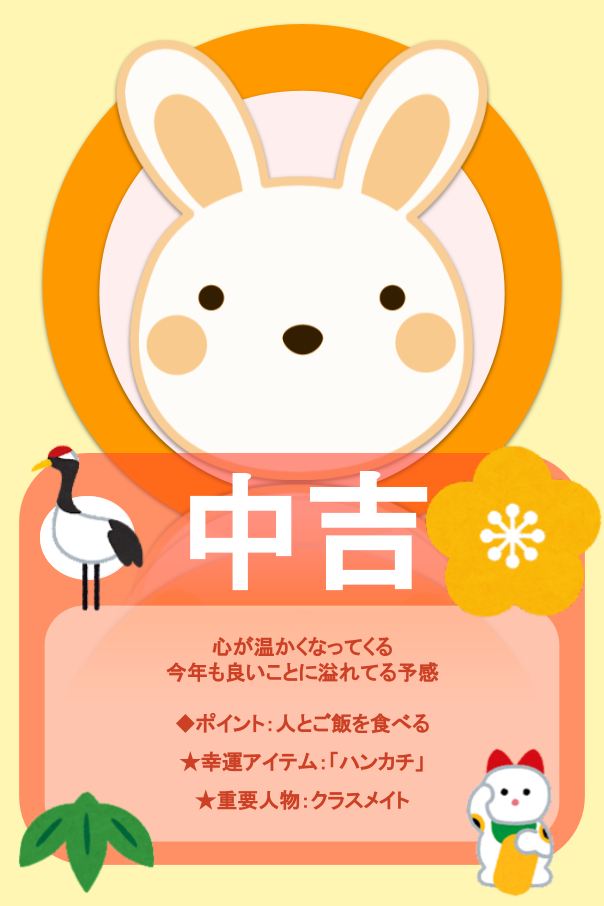 中吉
心が温かくなってくる
今年も良いことに溢れてる予感
◆ポイント：人とご飯を食べる
★幸運アイテム：「ハンカチ」
★重要人物：クラスメイト